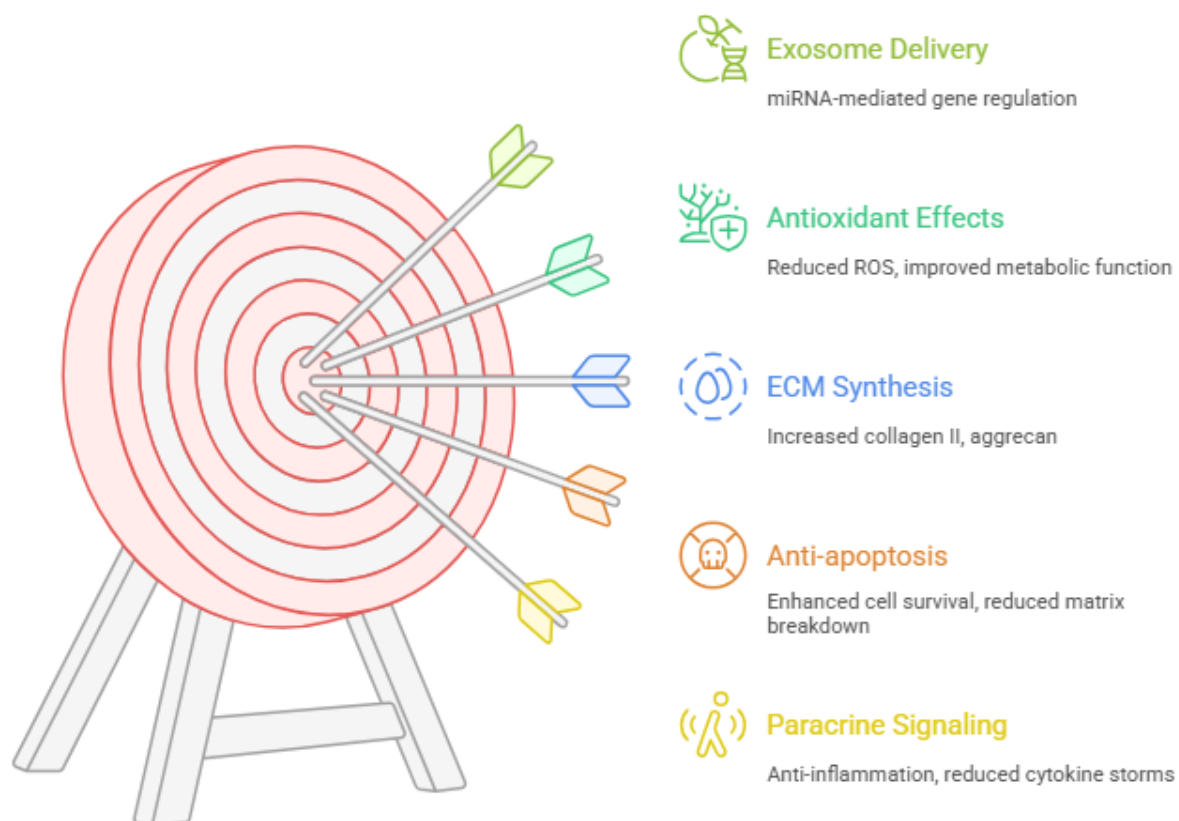 Exosome Delivery
miRNA-mediated gene regulation
Antioxidant Effects
Reduced ROS, improved metabolic function
ECM Synthesis
Increased collagen II, aggrecan
Anti-apoptosis
Enhanced cell survival, reduced matrix
breakdown
Paracrine Signaling
Anti-inflammation, reduced cytokine storms